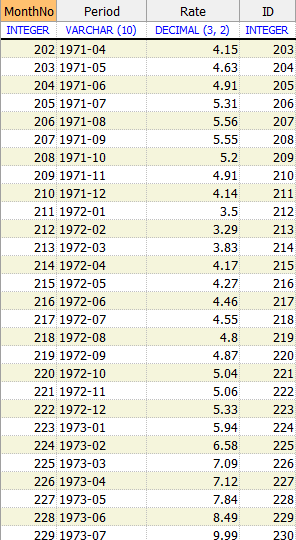 MonthNo Period Rate ID
INTEGER VARCHAR (10) DECIMAL (3, 2) INTEGER
202 1971-04 4.15 203
203 1971-05 4.63 204
204 1971-06 4.91 205
205 1971-07 5.31 206
206 1971-08 5.56 207
207 1971-09 5.55 208
208 1971-10 5.2 209
209 1971-11 4.91 210
210 1971-12 4.14 211
211 1972-01 3.5 212
212 1972-02 3.29 213
213 1972-03 3.83 214
214 1972-04 4.17 215
215 1972-05 4.27 216
216 1972-06 4.46 217
217 1972-07 4.55 218
218 1972-08 4.8 219
219 1972-09 4.87 220
220 1972-10 5.04 221
221 1972-11 5.06 222
222 1972-12 5.33 223
223 1973-01 5.94 224
224 1973-02 6.58 225
225 1973-03 7.09 226
226 1973-04 7.12 227
227 1973-05 7.84 228
228 1973-06 8.49 229
229 1973-07 9.99 230